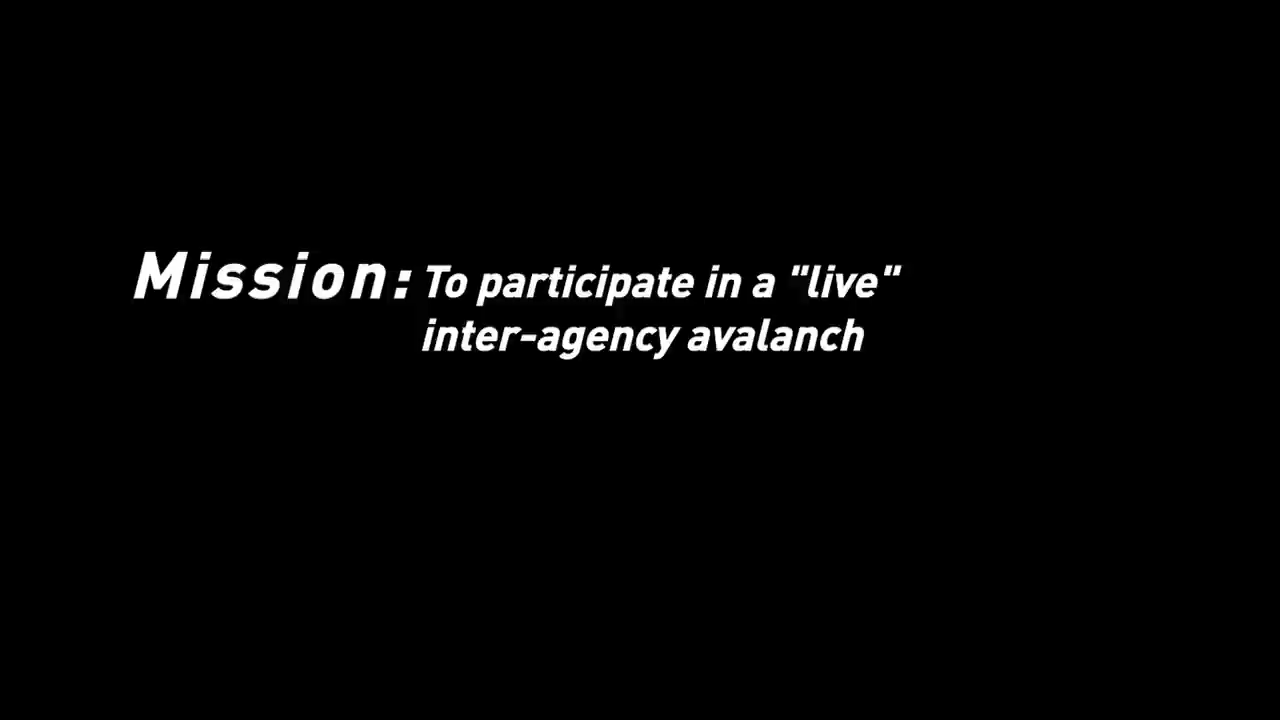 Mission: To participate in a "live"
inter-agency avalanch